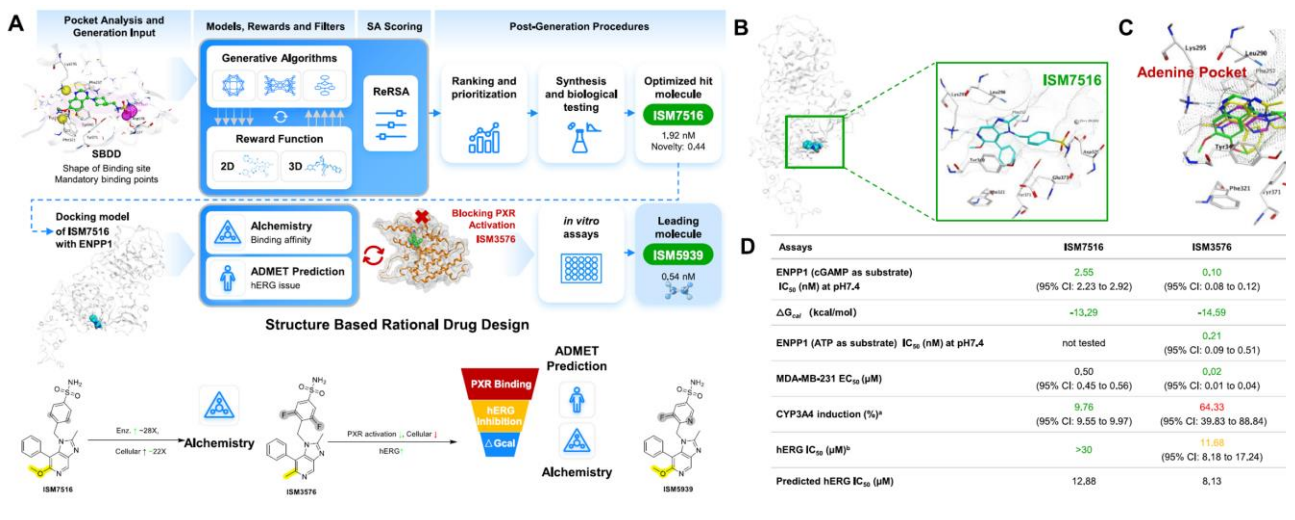 A
Pocket Analysis and
Generation Input
Models, Rewards and Filters
SA Scoring
Post-Generation Procedures
SBDD
Shape of Binding site
Mandatory binding points
Generative Algorithms
Reward Function
2D
3D
ReRSA
Ranking and
prioritization
Synthesis
and biological
testing
Optimized hit
molecule
ISM7516
1.92 nM
Novelty: 0.44
Docking model
of ISM7516
with ENPP1
Alchemistry
Binding affinity
ADMET Prediction
hERG issue
Blocking PXR
Activation
ISM3576
in vitro
assays
Leading
molecule
ISM5939
0.54 nM
Structure Based Rational Drug Design
ISM7516
Enz. ↑ ~28X,
Cellular ↑ ~22X
Alchemistry
ISM3576
PXR activation ↓, Cellular ↓
hERG↑
PXR Binding
hERG
Inhibition
△Gcal
ADMET
Prediction
Alchemistry
ISM5939
B
ISM7516
C
Lys295
Leu290
Adenine Pocket
Phe321
D
Assays
ISM7516
ISM3576
ENPP1 (cGAMP as substrate)
IC50 (nM) at pH7.4
2.55
(95% CI: 2.23 to 2.92)
0.10
(95% CI: 0.08 to 0.12)
△Gcal (kcal/mol)
-13.29
-14.59
ENPP1 (ATP as substrate) IC50 (nM) at pH7.4
not tested
0.21
(95% CI: 0.09 to 0.51)
MDA-MB-231 EC50 (μM)
0.50
(95% CI: 0.45 to 0.56)
0.02
(95% CI: 0.01 to 0.04)
CYP3A4 induction (%)a
9.76
(95% CI: 9.55 to 9.97)
64.33
(95% CI: 39.83 to 88.84)
hERG IC50 (μM)b
>30
11.68
(95% CI: 8.18 to 17.24)
Predicted hERG IC50 (μM)
12.88
8.13